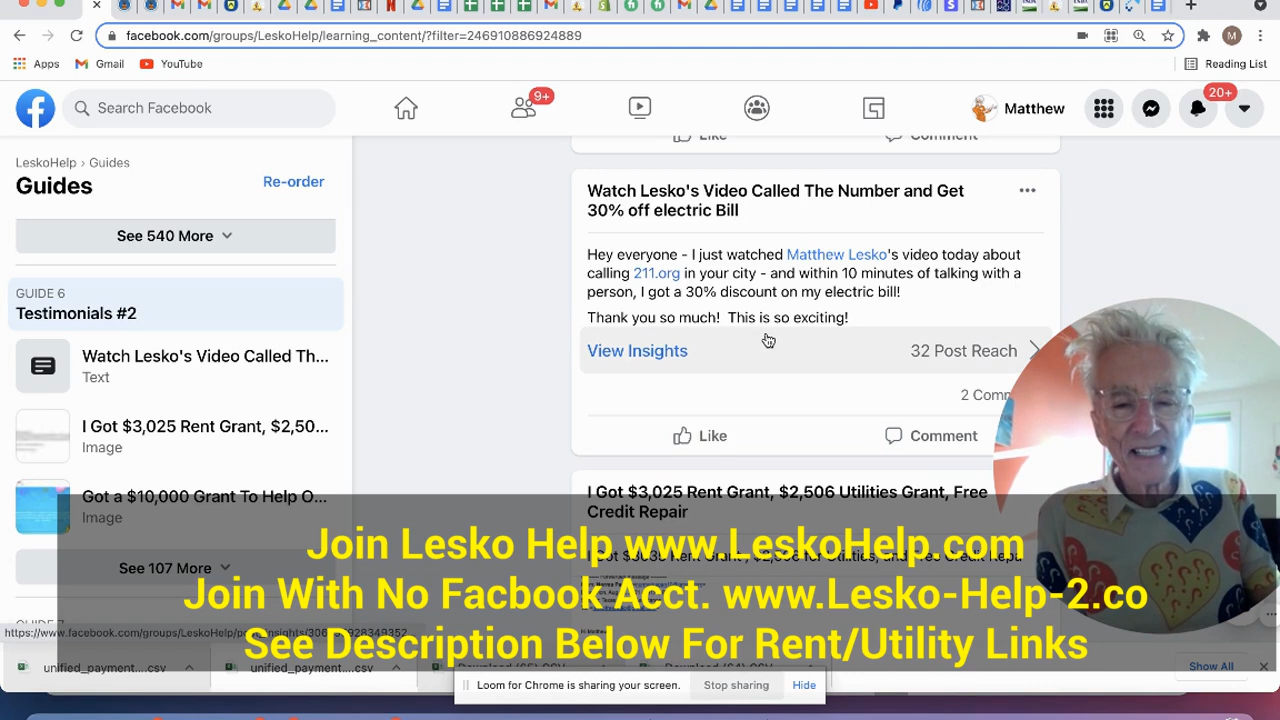 facebook.com/groups/LeskoHelp/learning_content/?filter=246910886924889
M
Apps
Gmail
YouTube
Reading List
Search Facebook
9+
Matthew
20+
LeskoHelp › Guides
Guides
Re-order
See 540 More
GUIDE 6
Testimonials #2
Watch Lesko's Video Called Th...
Text
I Got $3,025 Rent Grant, $2,50...
Image
Got a $10,000 Grant To Help O...
Image
See 107 More
Like
Comment
Watch Lesko's Video Called The Number and Get
30% off electric Bill
Hey everyone - I just watched Matthew Lesko's video today about
calling 211.org in your city - and within 10 minutes of talking with a
person, I got a 30% discount on my electric bill!
Thank you so much! This is so exciting!
View Insights
32 Post Reach
2 Comm
Like
Comment
I Got $3,025 Rent Grant, $2,506 Utilities Grant, Free
Credit Repair
Join Lesko Help www.LeskoHelp.com
Join With No Facbook Acct. www.Lesko-Help-2.co
See Description Below For Rent/Utility Links
unified_payment....csv
unified_payment....csv
Show All
Loom for Chrome is sharing your screen.
Stop sharing
Hide